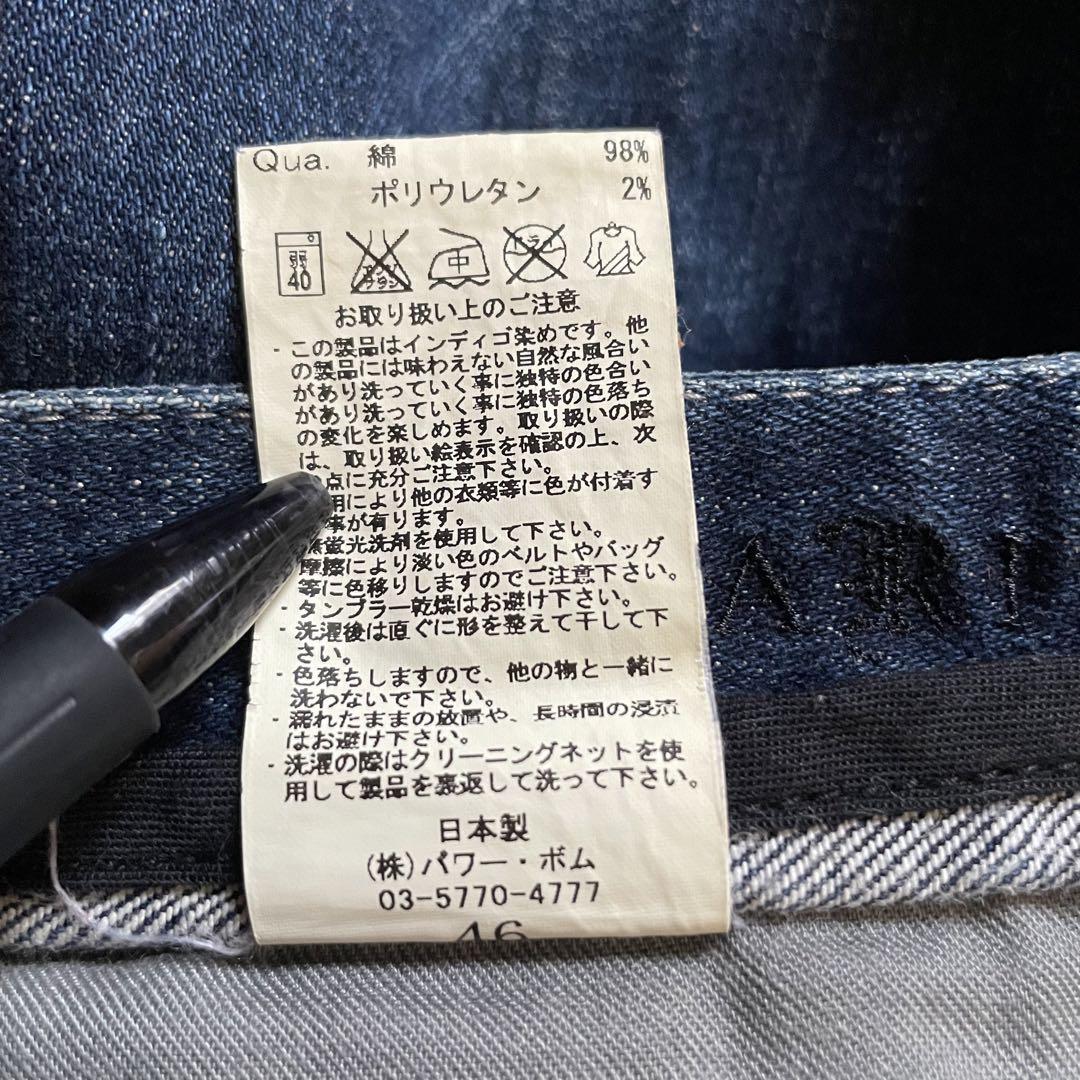 Qua. 綿 98%
ポリウレタン 2%
弱 40 中 ドライ
お取り扱い上のご注意
・この製品はインディゴ染めです。他
の製品には味わえない自然な風合い
があり洗っていく事に独特の色合い
があり洗っていく事に独特の色落ち
の変化を楽しめます。取り扱いの際
は、取り扱い絵表示を確認の上、次
点に充分ご注意下さい。
用により他の衣類等に色が付着す
事が有ります。
無蛍光洗剤を使用して下さい。
摩擦により淡い色のベルトやバッグ
等に色移りしますのでご注意下さい。
・タンブラー乾燥はお避け下さい。
・洗濯後は直ぐに形を整えて干して下
さい。
・色落ちしますので、他の物と一緒に
洗わないで下さい。
・濡れたままの放置や、長時間の浸漬
はお避け下さい。
・洗濯の際はクリーニングネットを使
用して製品を裏返して洗って下さい。
日本製
(株)パワー・ボム
03-5770-4777
46